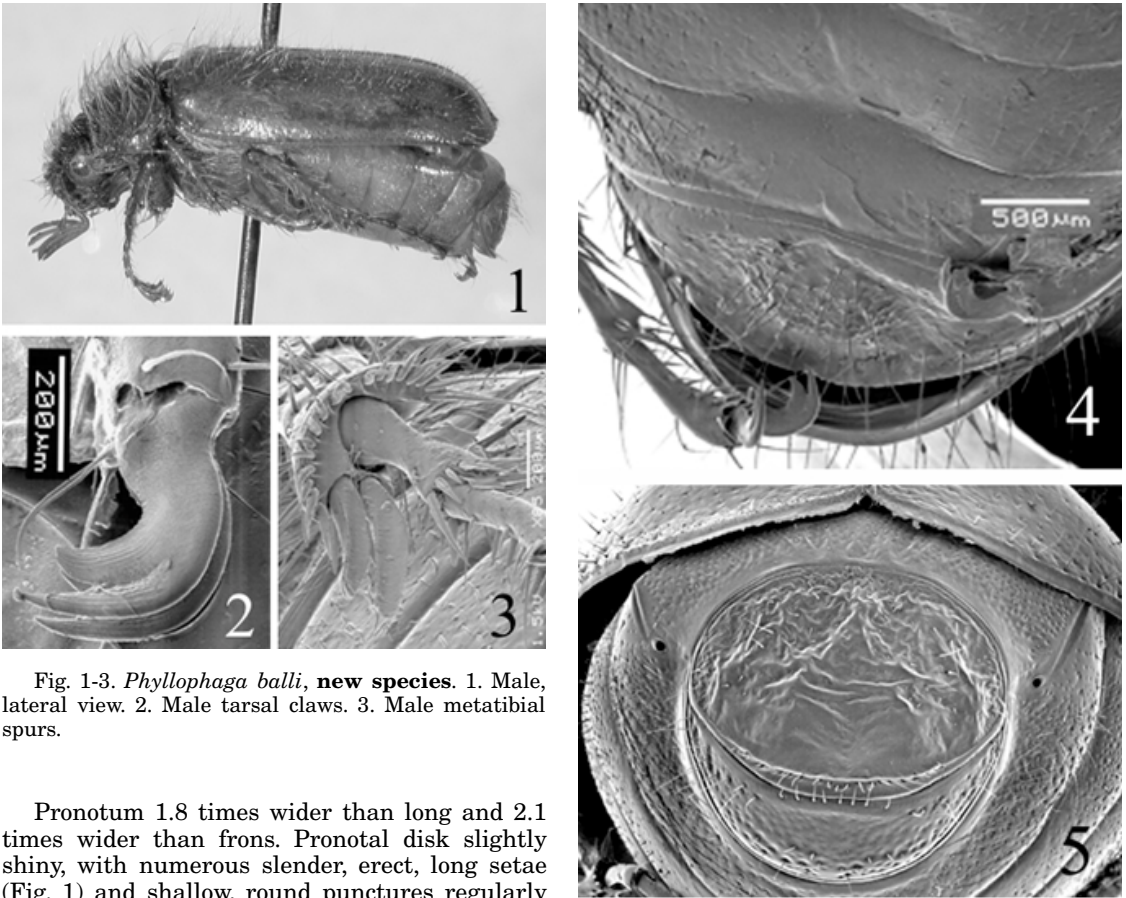 1
200µm
2
3
Fig. 1-3. Phyllophaga balli, new species. 1. Male,
lateral view. 2. Male tarsal claws. 3. Male metatibial
spurs.
Pronotum 1.8 times wider than long and 2.1
times wider than frons. Pronotal disk slightly
shiny, with numerous slender, erect, long setae
(Fig. 1) and shallow, round punctures regularly
500µm
4
5